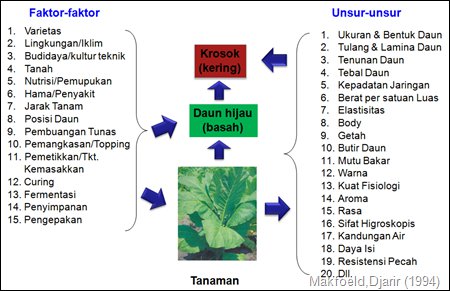 Faktor-faktor
1. Varietas
2. Lingkungan/Iklim
3. Budidaya/kultur teknik
4. Tanah
5. Nutrisi/Pemupukan
6. Hama/Penyakit
7. Jarak Tanam
8. Posisi Daun
9. Pembuangan Tunas
10. Pemangkasan/Topping
11. Pemetikkan/Tkt.
Kemasakkan
12. Curing
13. Fermentasi
14. Penyimpanan
15. Pengepakan
Krosok
(kering)
Daun hijau
(basah)
Tanaman
Unsur-unsur
1. Ukuran & Bentuk Daun
2. Tulang & Lamina Daun
3. Tenunan Daun
4. Tebal Daun
5. Kepadatan Jaringan
6. Berat per satuan Luas
7. Elastisitas
8. Body
9. Getah
10. Butir Daun
11. Mutu Bakar
12. Warna
13. Kuat Fisiologi
14. Aroma
15. Rasa
16. Sifat Higroskopis
17. Kandungan Air
18. Daya Isi
19. Resistensi Pecah
20. Dll.
Makfoeld,Djarir (1994)